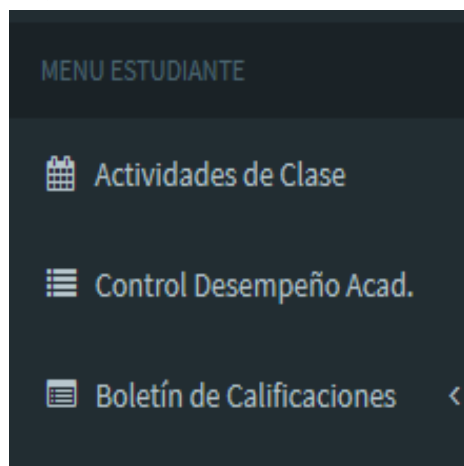 MENU ESTUDIANTE
Actividades de Clase
Control Desempeño Acad.
Boletín de Calificaciones